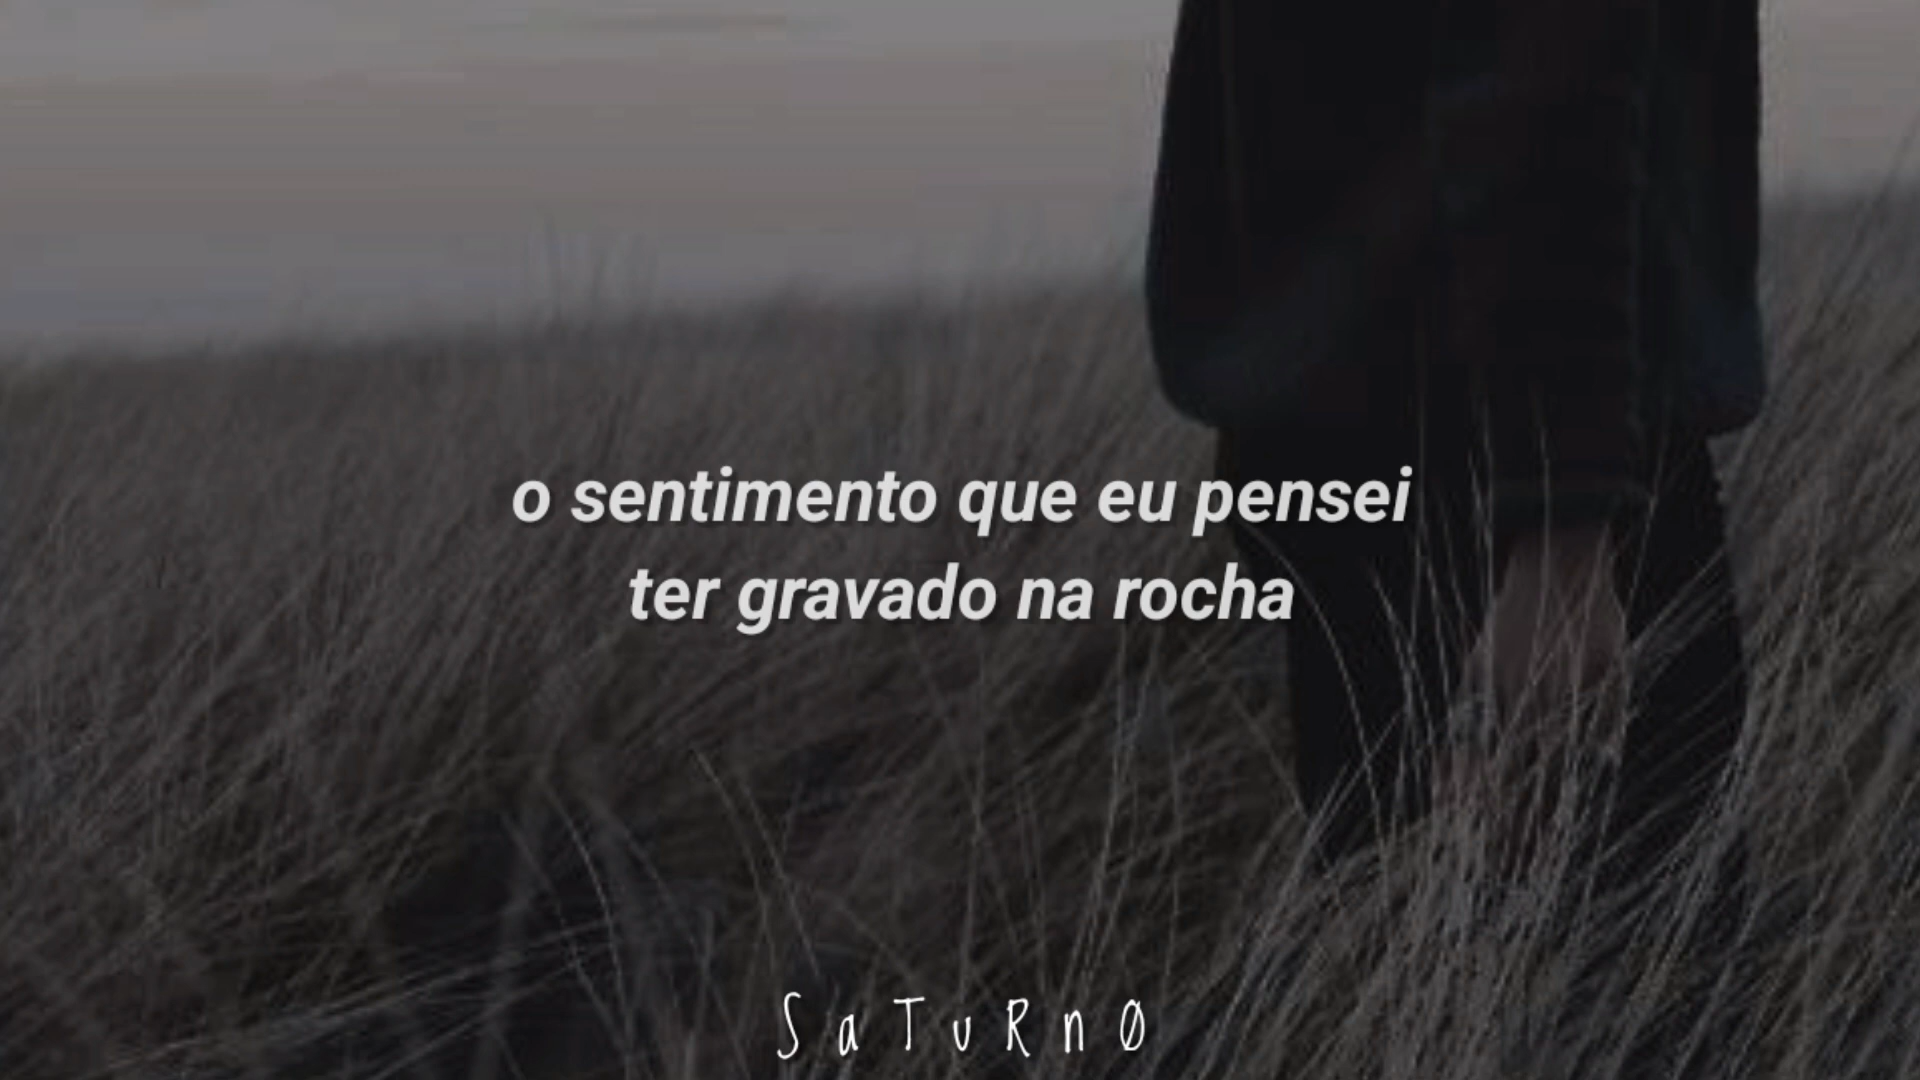 o sentimento que eu pensei
ter gravado na rocha
SaTuRnØ